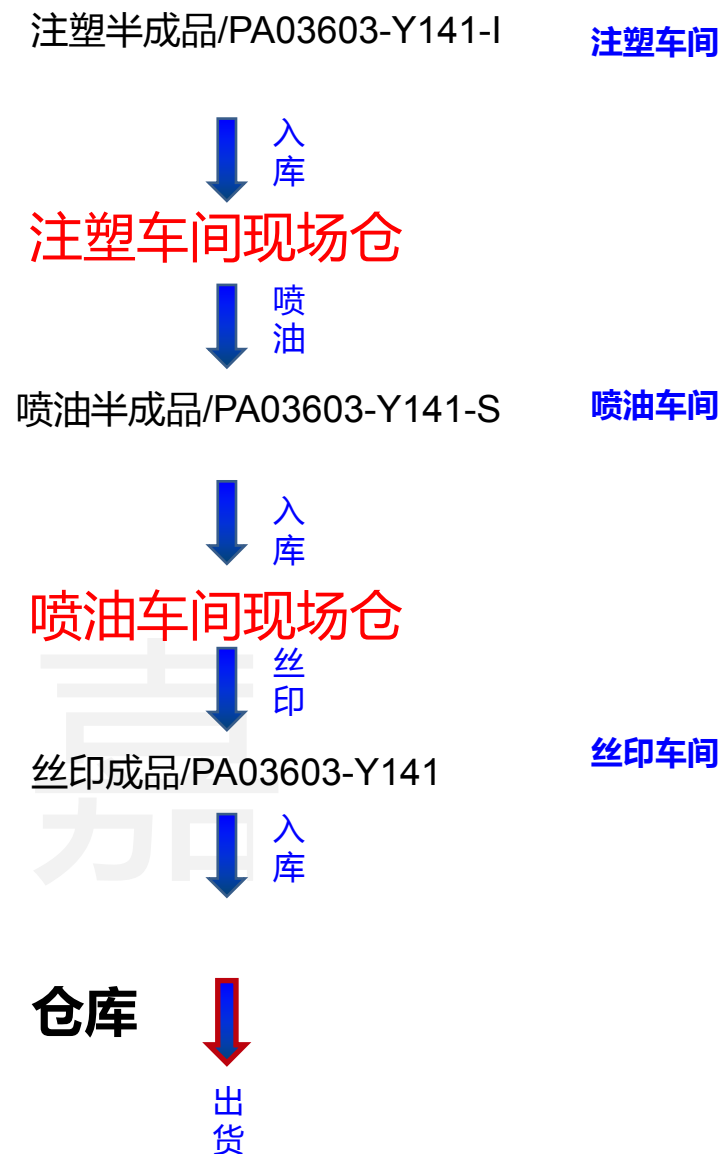 注塑半成品/PA03603-Y141-I
注塑车间
入
库
注塑车间现场仓
喷
油
喷油半成品/PA03603-Y141-S
喷油车间
入
库
喷油车间现场仓
丝
印
丝印成品/PA03603-Y141
丝印车间
入
库
仓库
出
货
嘉